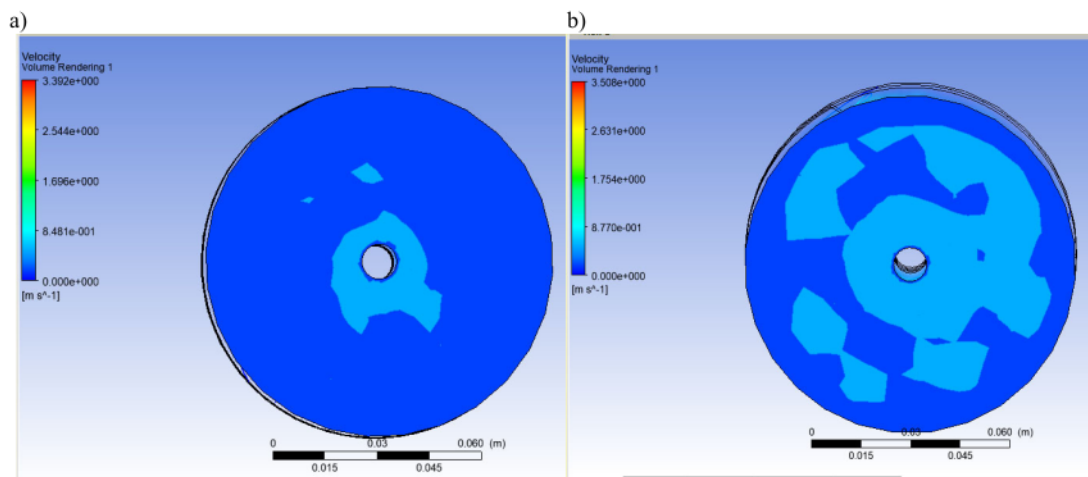 a)
Velocity
Volume Rendering 1
3.392e+000
2.544e+000
1.696e+000
8.481e-001
0.000e+000
[m s^-1]
0 0.03 0.060 (m)
0.015 0.045
b)
Velocity
Volume Rendering 1
3.508e+000
2.631e+000
1.754e+000
8.770e-001
0.000e+000
[m s^-1]
0 0.03 0.060 (m)
0.015 0.045